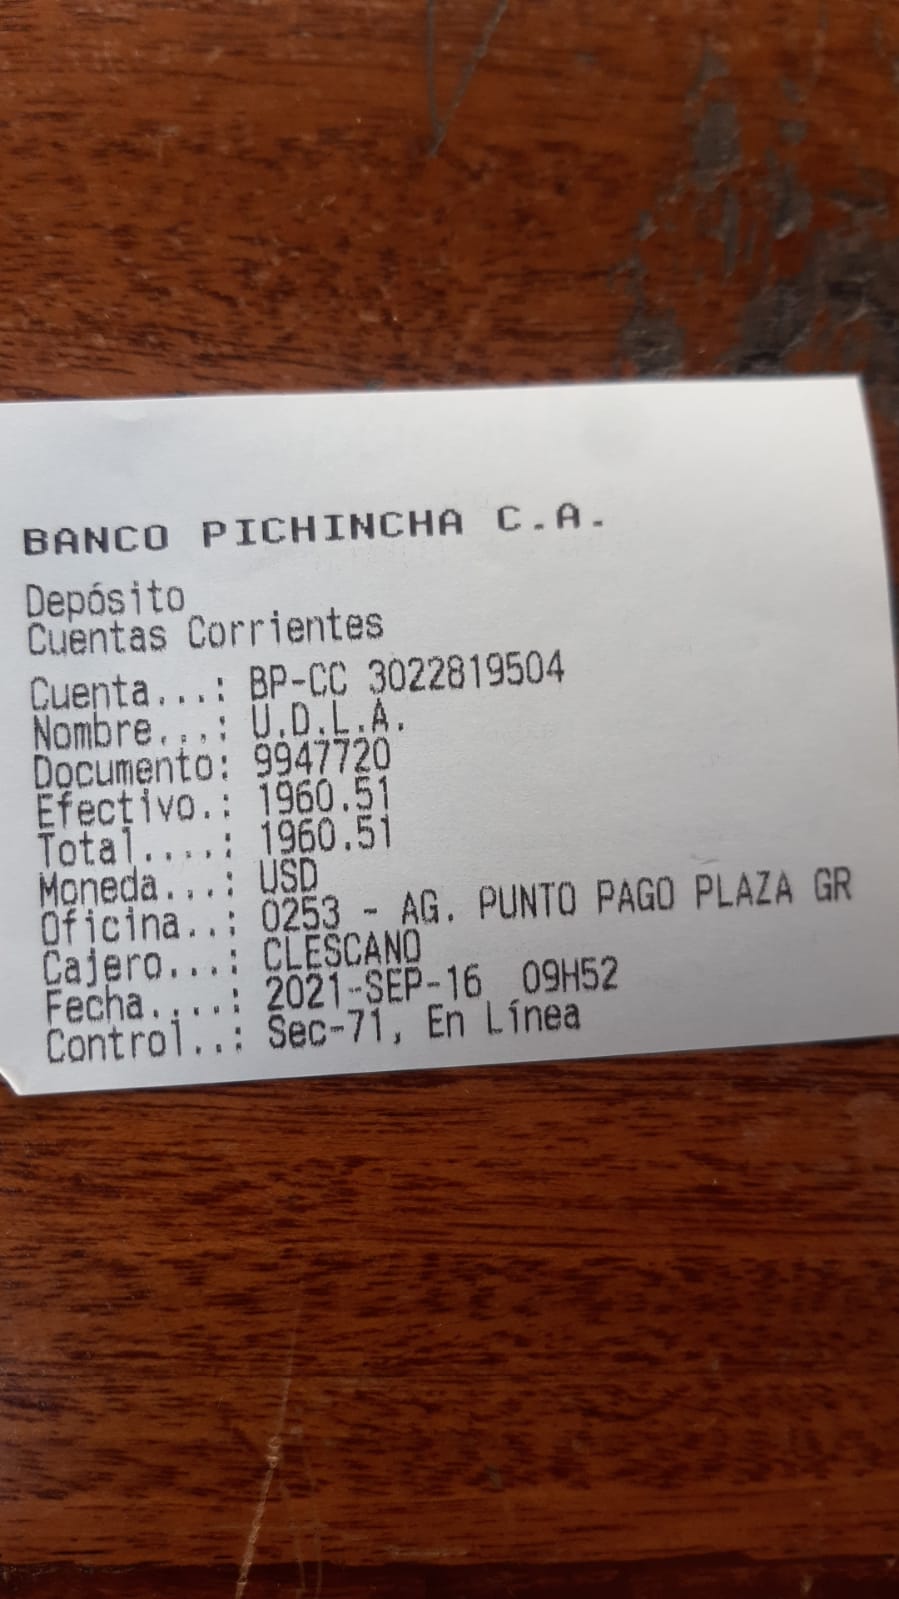 BANCO PICHINCHA C.A.
Depósito
Cuentas Corrientes
Cuenta...: BP-CC 3022819504
Nombre...: U.D.L.A.
Documento: 9947720
Efectivo.: 1960.51
Total....: 1960.51
Moneda...: USD
Oficina..: 0253 - AG. PUNTO PAGO PLAZA GR
Cajero...: CLESCANO
Fecha....: 2021-SEP-16  09H52
Control..: Sec-71, En Línea